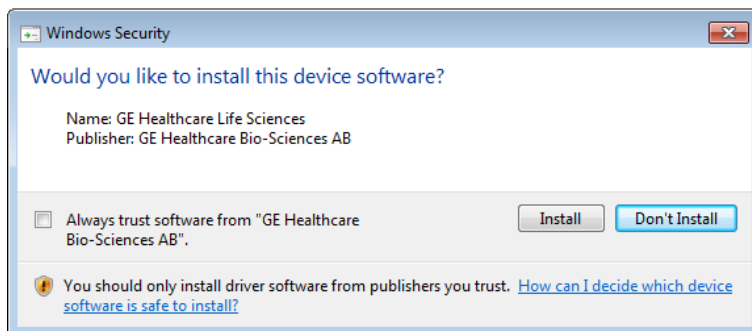 Windows Security
Would you like to install this device software?
Name: GE Healthcare Life Sciences
Publisher: GE Healthcare Bio-Sciences AB
Always trust software from "GE Healthcare
Bio-Sciences AB".
Install
Don't Install
You should only install driver software from publishers you trust. How can I decide which device
software is safe to install?